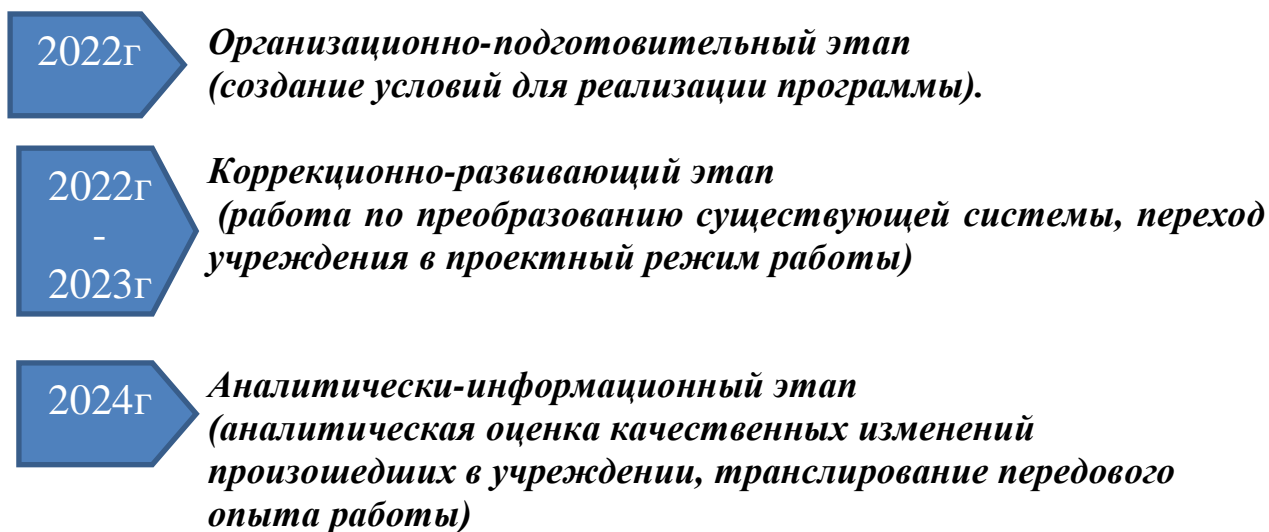 2022г
Организационно-подготовительный этап
(создание условий для реализации программы).
2022г
-
2023г
Коррекционно-развивающий этап
(работа по преобразованию существующей системы, переход
учреждения в проектный режим работы)
2024г
Аналитически-информационный этап
(аналитическая оценка качественных изменений
произошедших в учреждении, транслирование передового
опыта работы)